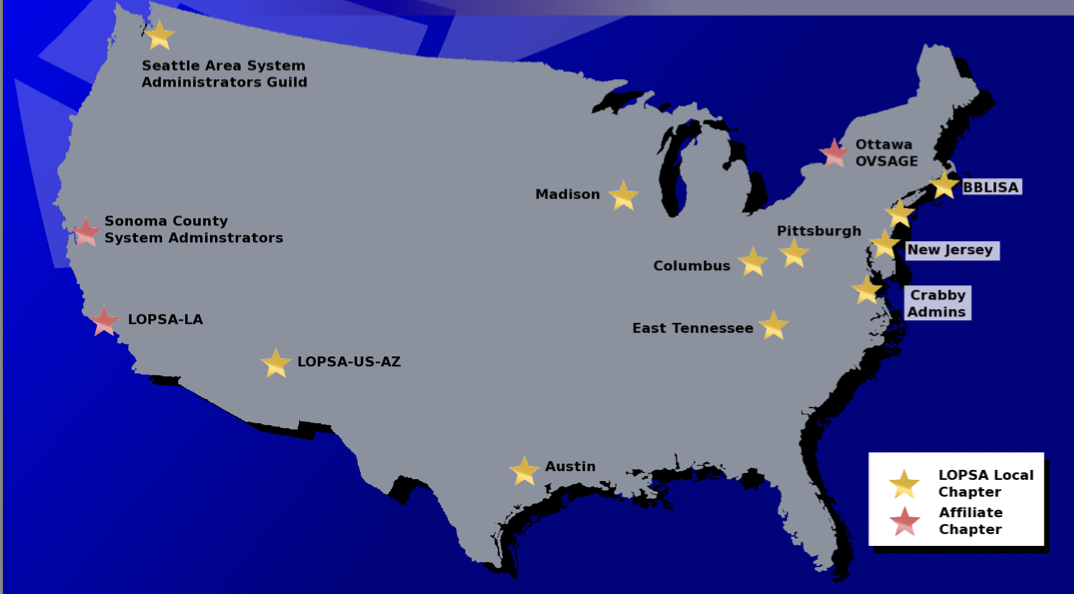 Seattle Area System
Administrators Guild
Ottawa
OVSAGE
Madison
BBLISA
Sonoma County
System Adminstrators
Pittsburgh
New Jersey
Columbus
Crabby
Admins
LOPSA-LA
East Tennessee
LOPSA-US-AZ
Austin
LOPSA Local
Chapter
Affiliate
Chapter